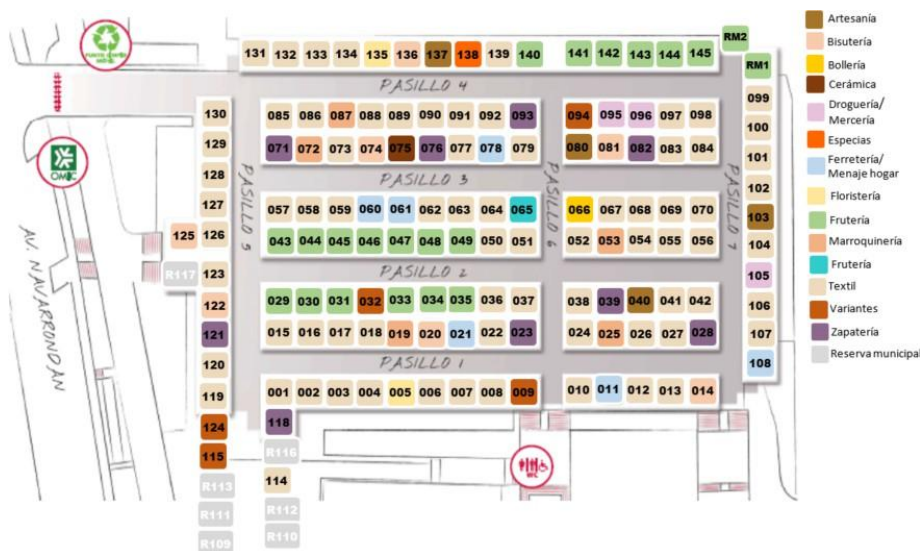 RM2
131 132 133 134 135 136 137 138 139 140 141 142 143 144 145
RM1
PASILLO 4
130 085 086 087 088 089 090 091 092 093 094 095 096 097 098 099
129 071 072 073 074 075 076 077 078 079 080 081 082 083 084 100
OMIC
128 PASILLO 3 101
127 057 058 059 060 061 062 063 064 065 066 067 068 069 070 102
PASILLO 5
PASILLO 6
PASILLO 7
103
125 126 043 044 045 046 047 048 049 050 051 052 053 054 055 056 104
AV. NAVARRONDAN
R117 123 PASILLO 2 105
122 029 030 031 032 033 034 035 036 037 038 039 040 041 042 106
121 015 016 017 018 019 020 021 022 023 024 025 026 027 028 107
120 PASILLO 1 108
119 001 002 003 004 005 006 007 008 009 010 011 012 013 014
124 118
115 R116
R113 114
R111 R112
R109 R110
Artesanía
Bisutería
Bollería
Cerámica
Droguería/
Mercería
Especias
Ferretería/
Menaje hogar
Floristería
Frutería
Marroquinería
Frutería
Textil
Variantes
Zapatería
Reserva municipal